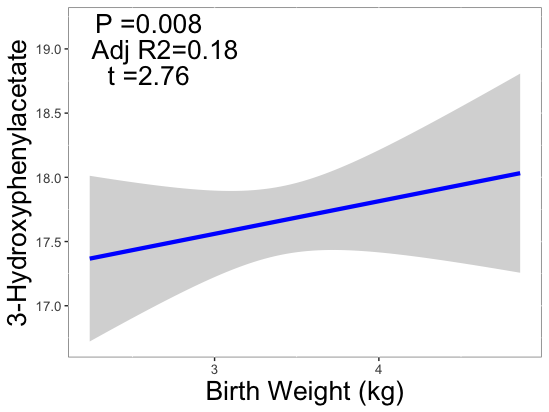 P =0.008
Adj R2=0.18
t =2.76
3-Hydroxyphenylacetate
19.0
18.5
18.0
17.5
17.0
3 4
Birth Weight (kg)